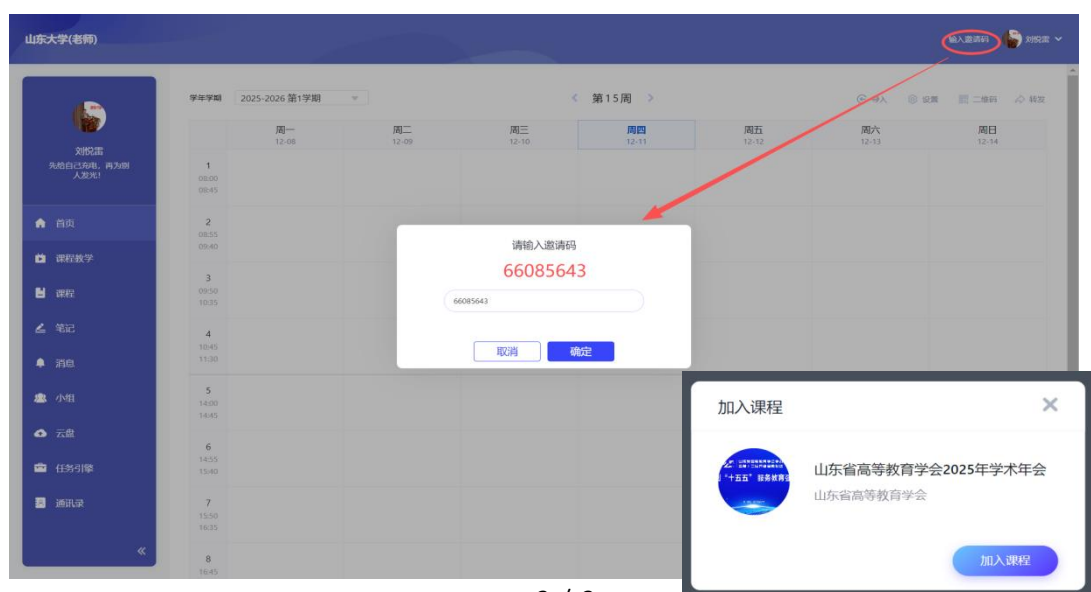 山东大学(老师)
输入邀请码 刘悦雷
刘悦雷
先给自己充电，再为别
人发光！
首页
课程教学
课程
笔记
消息
小组
云盘
任务引擎
通讯录
学年学期 2025-2026 第1学期
第15周
导入 设置 二维码 转发
周一 周二 周三 周四 周五 周六 周日
12-08 12-09 12-10 12-11 12-12 12-13 12-14
1
08:00
08:45
2
08:55
09:40
3
09:50
10:35
4
10:45
11:30
5
14:00
14:45
6
14:55
15:40
7
15:50
16:35
8
16:45
请输入邀请码
66085643
66085643
取消 确定
加入课程
山东省高等教育学会2025年学术年会
山东省高等教育学会
加入课程